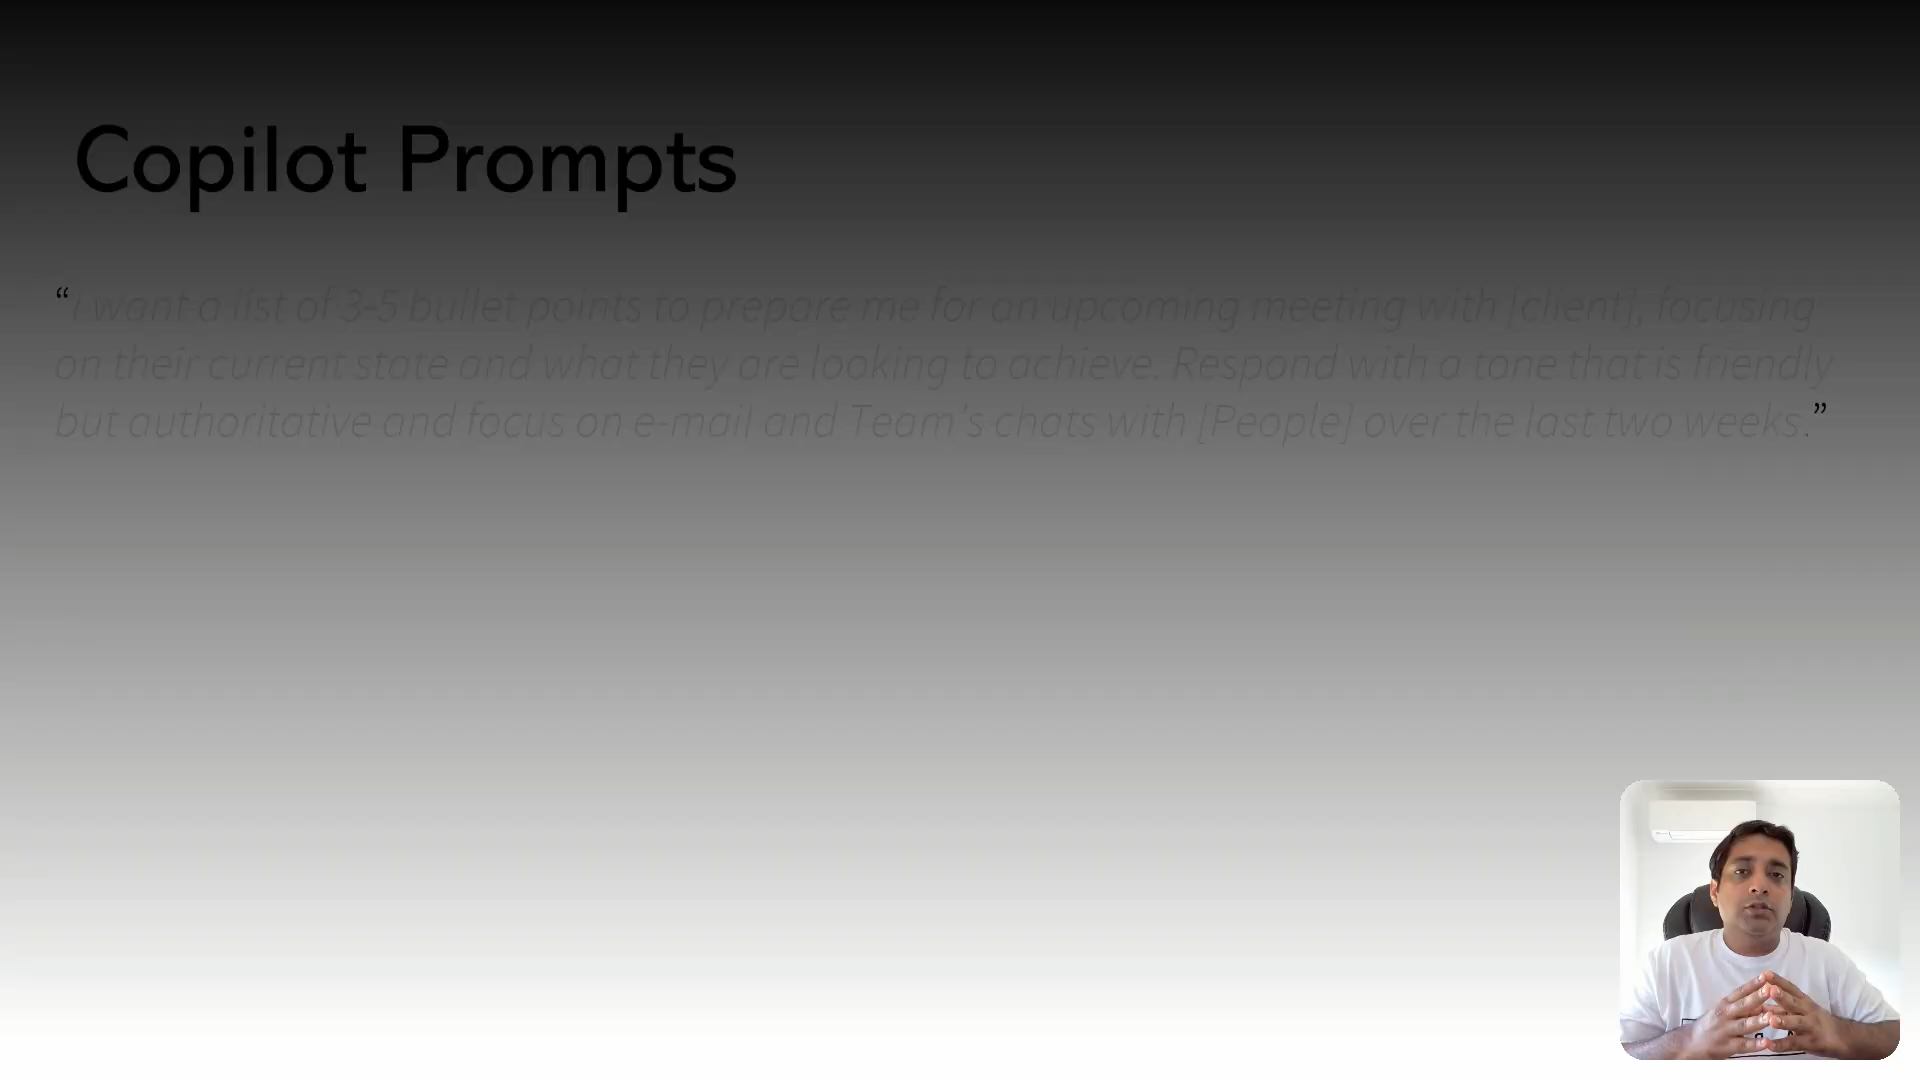 Copilot Prompts
“I want a list of 3-5 bullet points to prepare me for an upcoming meeting with [client], focusing
on their current state and what they are looking to achieve. Respond with a tone that is friendly
but authoritative and focus on e-mail and Team's chats with [People] over the last two weeks.”